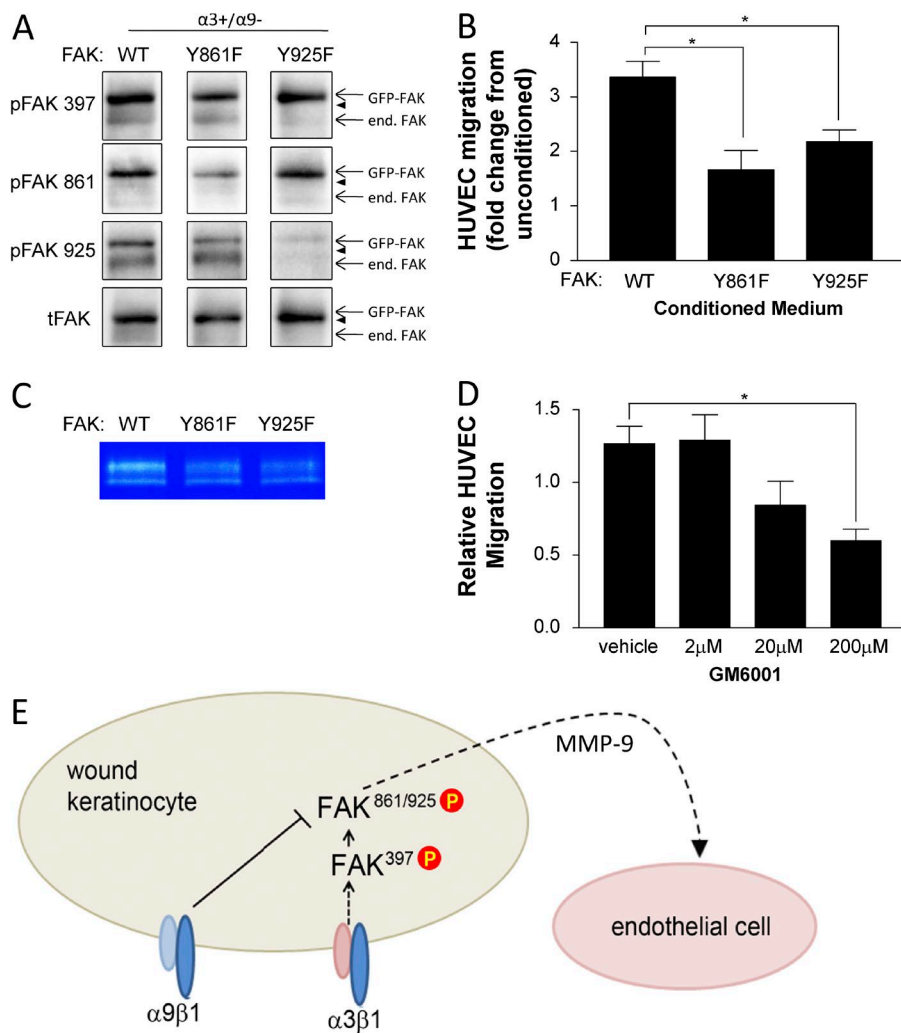 A
α3+/α9-
FAK: WT Y861F Y925F
pFAK 397
GFP-FAK
end. FAK
pFAK 861
GFP-FAK
end. FAK
pFAK 925
GFP-FAK
end. FAK
tFAK
GFP-FAK
end. FAK
B
HUVEC migration
(fold change from
unconditioned)
4
3
2
1
0
*
*
FAK: WT Y861F Y925F
Conditioned Medium
C
FAK: WT Y861F Y925F
D
Relative HUVEC
Migration
1.5
1.0
0.5
0.0
*
vehicle 2μM 20μM 200μM
GM6001
E
wound
keratinocyte
MMP-9
FAK861/925 P
FAK397 P
endothelial cell
α9β1
α3β1